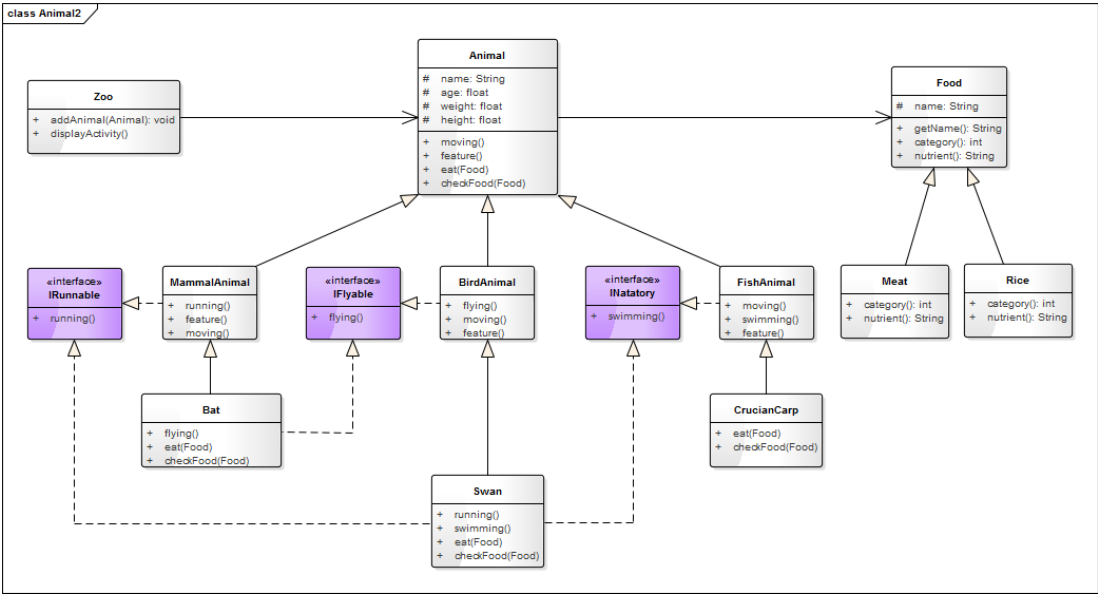 class Animal2
Animal
# name: String
# age: float
# weight: float
# height: float
+ moving()
+ feature()
+ eat(Food)
+ checkFood(Food)
Zoo
+ addAnimal(Animal): void
+ displayActivity()
Food
# name: String
+ getName(): String
+ category(): int
+ nutrient(): String
«interface»
IRunnable
+ running()
MammalAnimal
+ running()
+ feature()
+ moving()
«interface»
IFlyable
+ flying()
BirdAnimal
+ flying()
+ moving()
+ feature()
«interface»
INatatory
+ swimming()
FishAnimal
+ moving()
+ swimming()
+ feature()
Meat
+ category(): int
+ nutrient(): String
Rice
+ category(): int
+ nutrient(): String
Bat
+ flying()
+ eat(Food)
+ checkFood(Food)
CrucianCarp
+ eat(Food)
+ checkFood(Food)
Swan
+ running()
+ swimming()
+ eat(Food)
+ checkFood(Food)